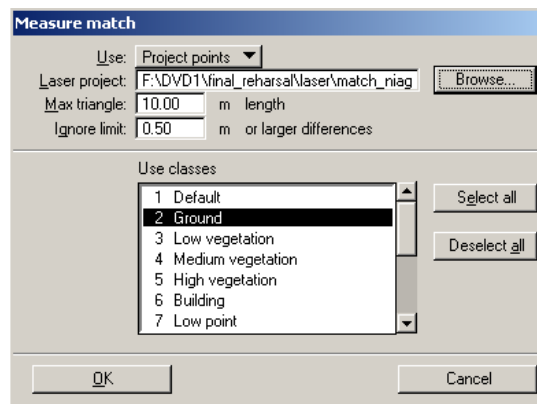 Measure match
Use: Project points
Laser project: F:\DVD1\final_reharsal\laser\match_niag Browse...
Max triangle: 10.00 m length
Ignore limit: 0.50 m or larger differences
Use classes
1 Default
2 Ground
3 Low vegetation
4 Medium vegetation
5 High vegetation
6 Building
7 Low point
Select all
Deselect all
OK Cancel